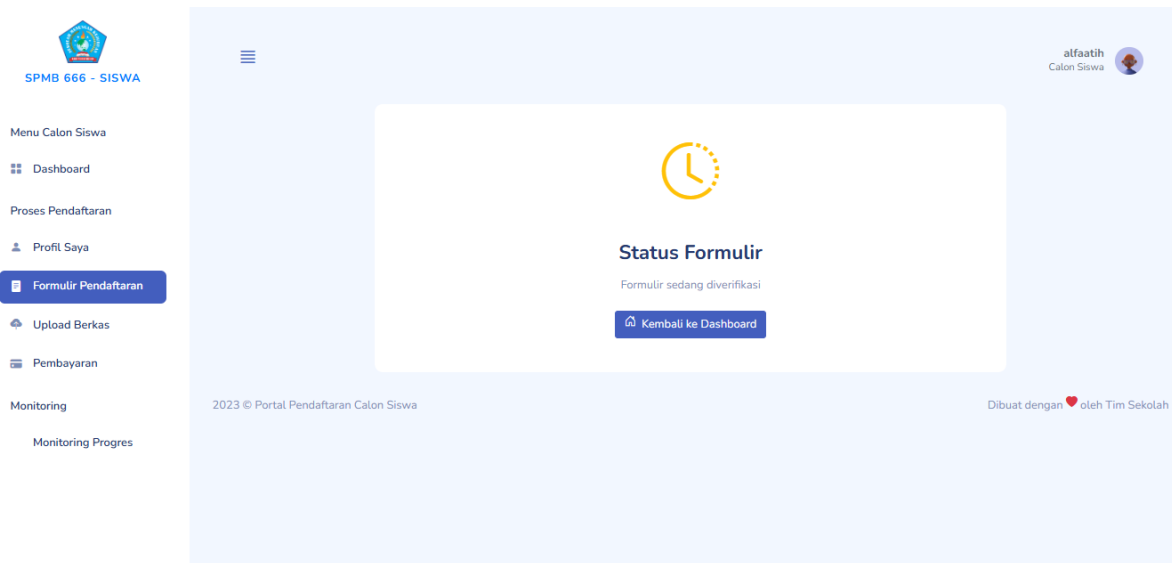 SPMB 666 - SISWA
Menu Calon Siswa
Dashboard
Proses Pendaftaran
Profil Saya
Formulir Pendaftaran
Upload Berkas
Pembayaran
Monitoring
Monitoring Progres
alfaatih
Calon Siswa
Status Formulir
Formulir sedang diverifikasi
Kembali ke Dashboard
2023 © Portal Pendaftaran Calon Siswa
Dibuat dengan ❤ oleh Tim Sekolah